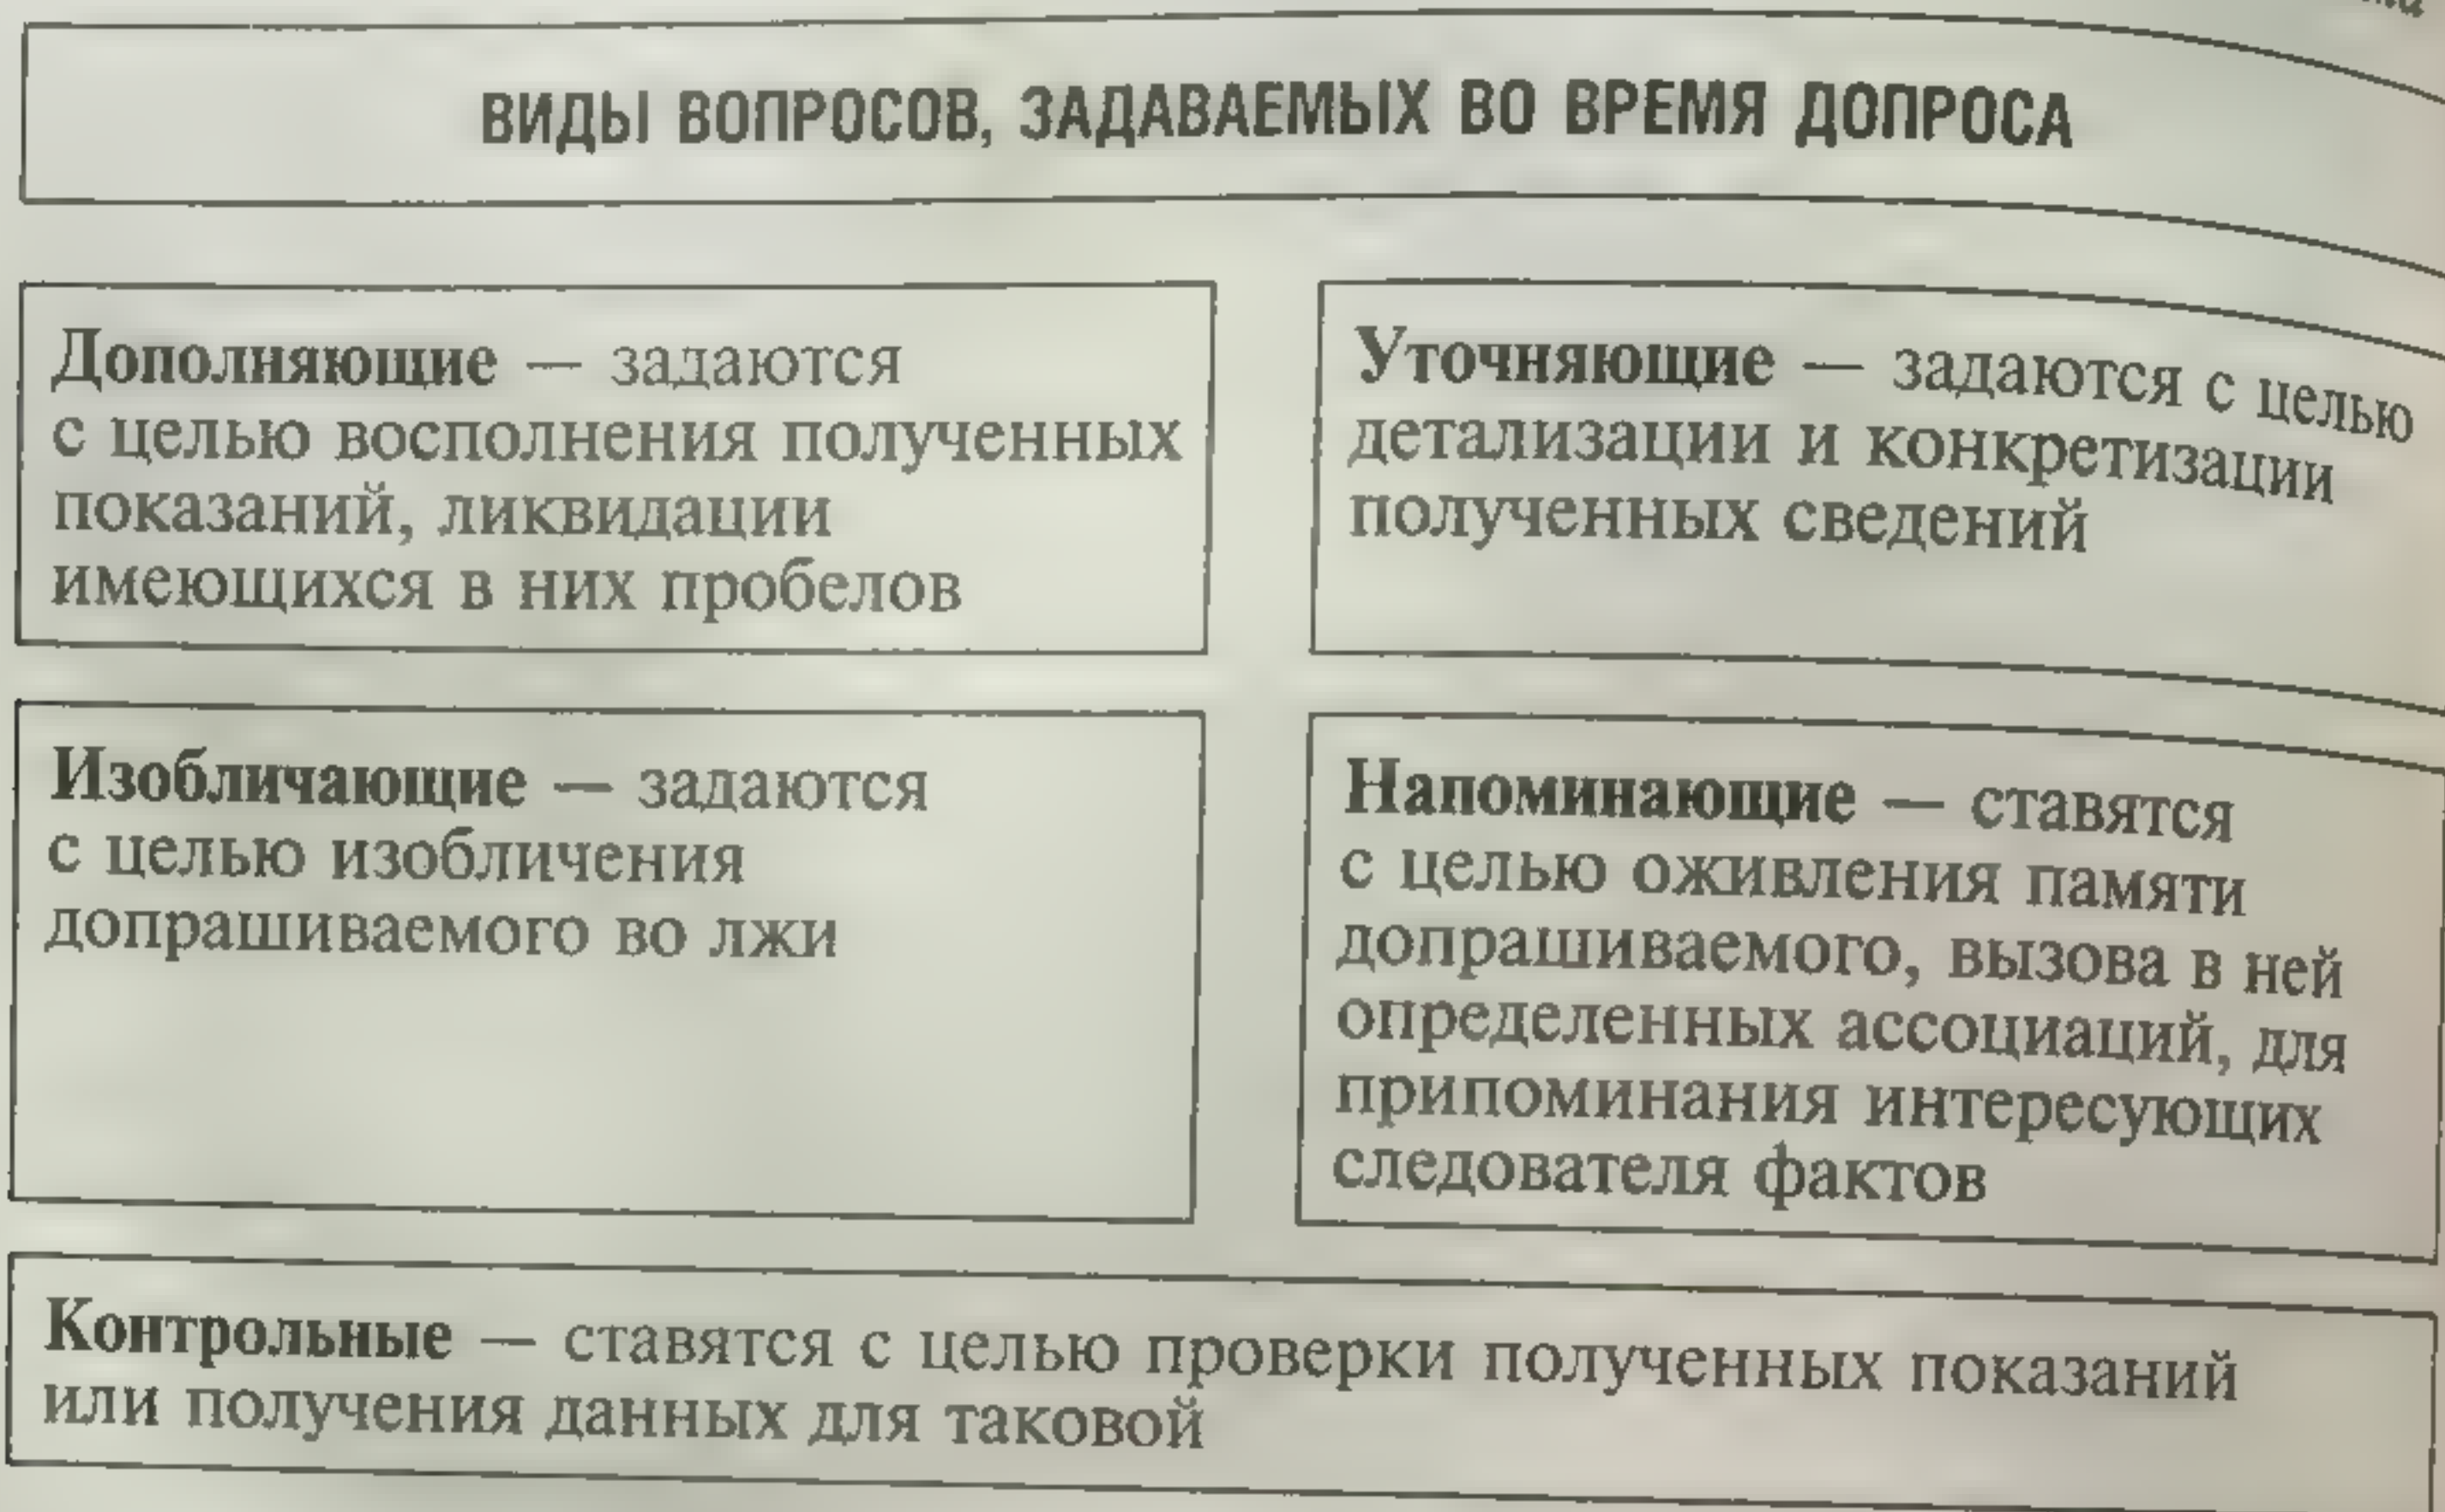 ВИДЫ ВОПРОСОВ, ЗАДАВАЕМЫХ ВО ВРЕМЯ ДОПРОСА
Дополняющие — задаются
с целью восполнения полученных
показаний, ликвидации
имеющихся в них пробелов
Уточняющие — задаются с целью
детализации и конкретизации
полученных сведений
Изобличающие — задаются
с целью изобличения
допрашиваемого во лжи
Напоминающие — ставятся
с целью оживления памяти
допрашиваемого, вызова в ней
определенных ассоциаций, для
припоминания интересующих
следователя фактов
Контрольные — ставятся с целью проверки полученных показаний
или получения данных для таковой